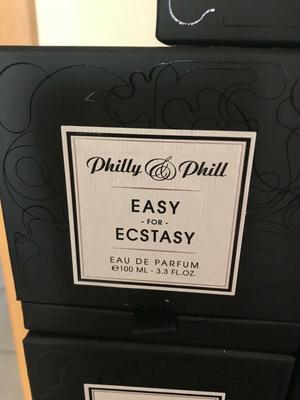 Philly & Phill
EASY
- FOR -
ECSTASY
EAU DE PARFUM
℮100 ML - 3.3 FL.OZ.